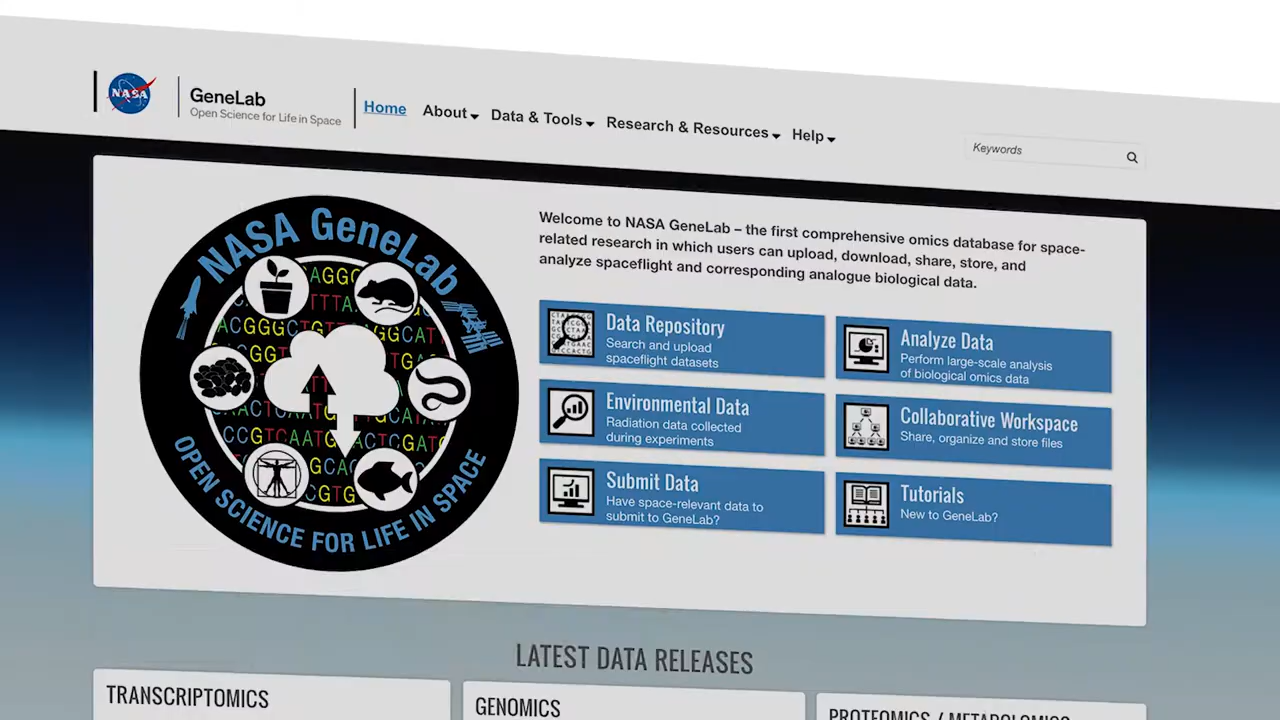 NASA
GeneLab
Open Science for Life in Space
Home
About
Data & Tools
Research & Resources
Help
Keywords
NASA GeneLab
OPEN SCIENCE FOR LIFE IN SPACE
Welcome to NASA GeneLab – the first comprehensive omics database for space-
related research in which users can upload, download, share, store, and
analyze spaceflight and corresponding analogue biological data.
Data Repository
Search and upload
spaceflight datasets
Analyze Data
Perform large-scale analysis
of biological omics data
Environmental Data
Radiation data collected
during experiments
Collaborative Workspace
Share, organize and store files
Submit Data
Have space-relevant data to
submit to GeneLab?
Tutorials
New to GeneLab?
LATEST DATA RELEASES
TRANSCRIPTOMICS
GENOMICS
PROTEOMICS / METABOLOMICS